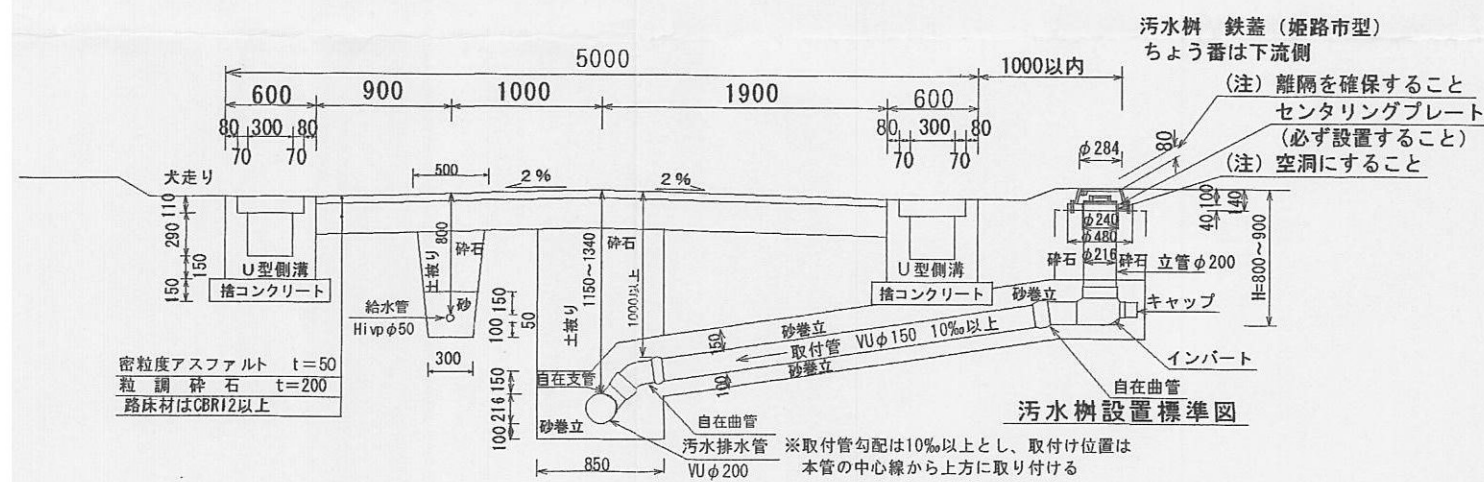 汚水桝 鉄蓋（姫路市型）
ちょう番は下流側
5000
1000以内
（注）離隔を確保すること
600
900
1000
1900
600
センタリングプレート
80
300
80
70
70
80
300
80
70
70
80
（必ず設置すること）
φ284
（注）空洞にすること
犬走り
500
2%
2%
110
290
150
150
U型側溝
捨コンクリート
800
土被り
砕石
砂
給水管
Hivpφ50
150
100
300
50
1150～1340
砕石
1000以上
土被り
U型側溝
捨コンクリート
100
40
140
φ240
φ480
φ216
砕石
砕石
立管φ200
H=800～900
砂巻立
キャップ
砂巻立
150
取付管 VUφ150 10‰以上
100
砂巻立
インバート
密粒度アスファルト t=50
粒調砕石 t=200
路床材はCBR12以上
自在支管
150
216
100
砂巻立
自在曲管
自在曲管
汚水桝設置標準図
汚水排水管
VUφ200
850
※取付管勾配は10‰以上とし、取付け位置は
本管の中心線から上方に取り付ける